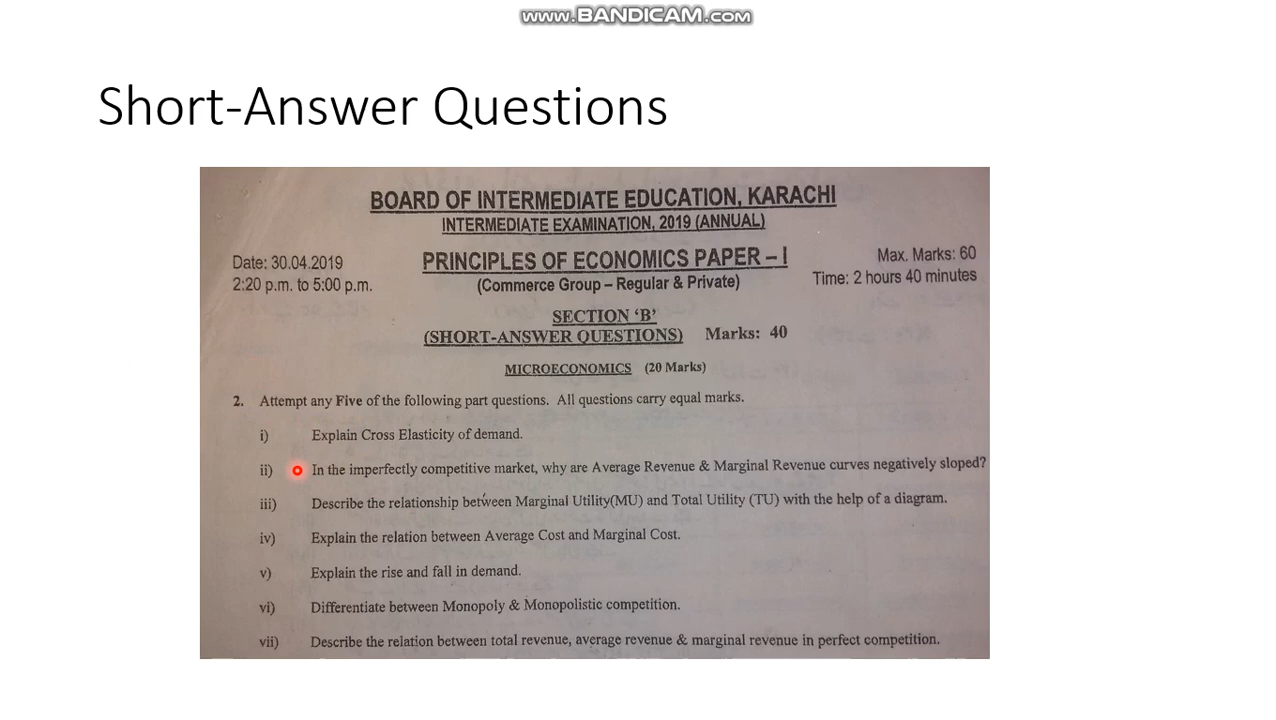 www.BANDICAM.com
Short-Answer Questions
BOARD OF INTERMEDIATE EDUCATION, KARACHI
INTERMEDIATE EXAMINATION, 2019 (ANNUAL)
Date: 30.04.2019 PRINCIPLES OF ECONOMICS PAPER – I Max. Marks: 60
2:20 p.m. to 5:00 p.m. (Commerce Group – Regular & Private) Time: 2 hours 40 minutes
SECTION ‘B’
(SHORT-ANSWER QUESTIONS) Marks: 40
MICROECONOMICS (20 Marks)
2. Attempt any Five of the following part questions. All questions carry equal marks.
i) Explain Cross Elasticity of demand.
ii) In the imperfectly competitive market, why are Average Revenue & Marginal Revenue curves negatively sloped?
iii) Describe the relationship between Marginal Utility(MU) and Total Utility (TU) with the help of a diagram.
iv) Explain the relation between Average Cost and Marginal Cost.
v) Explain the rise and fall in demand.
vi) Differentiate between Monopoly & Monopolistic competition.
vii) Describe the relation between total revenue, average revenue & marginal revenue in perfect competition.